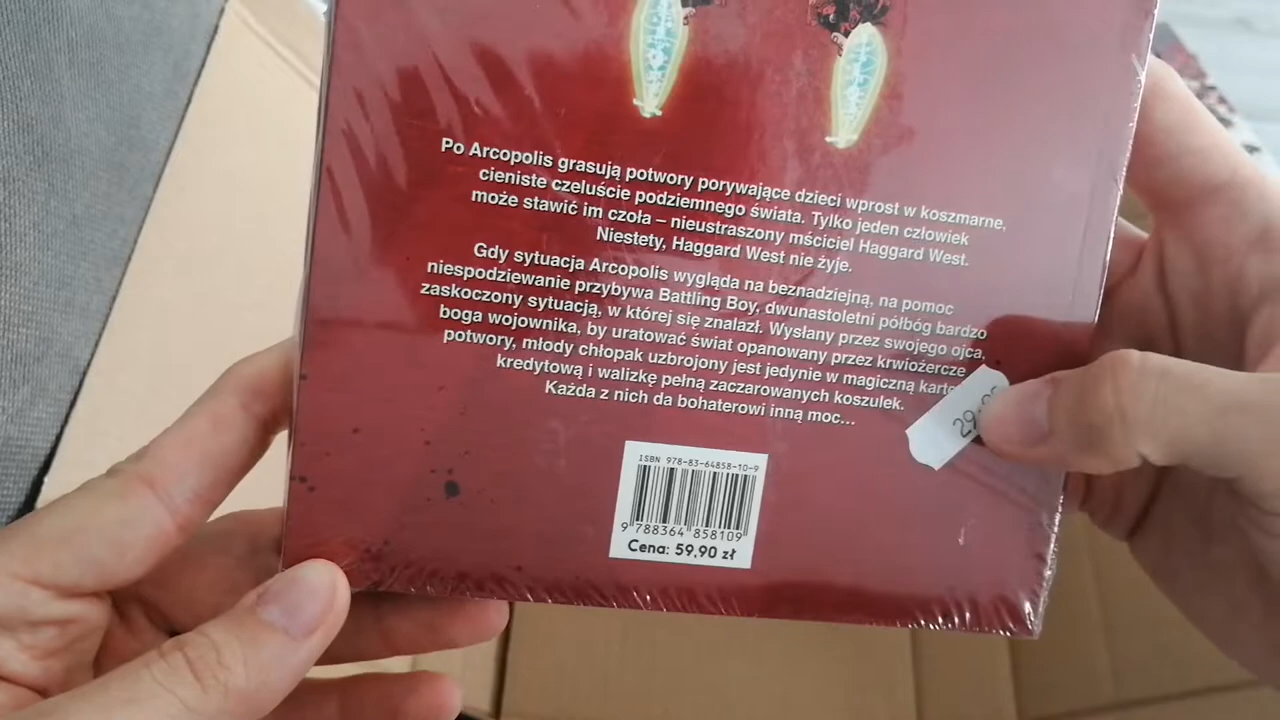 Po Arcopolis grasują potwory porywające dzieci wprost w koszmarne,
cieniste czeluście podziemnego świata. Tylko jeden człowiek
może stawić im czoła – nieustraszony mściciel Haggard West.
Niestety, Haggard West nie żyje.
Gdy sytuacja Arcopolis wygląda na beznadziejną, na pomoc
niespodziewanie przybywa Battling Boy, dwunastoletni półbóg bardzo
zaskoczony sytuacją, w której się znalazł. Wysłany przez swojego ojca,
boga wojownika, by uratować świat opanowany przez krwiożercze
potwory, młody chłopak uzbrojony jest jedynie w magiczną
kredytową i walizkę pełną zaczarowanych koszulek.
Każda z nich da bohaterowi inną moc...
ISBN 978-83-64858-10-9
9 788364 858109
Cena: 59,90 zł